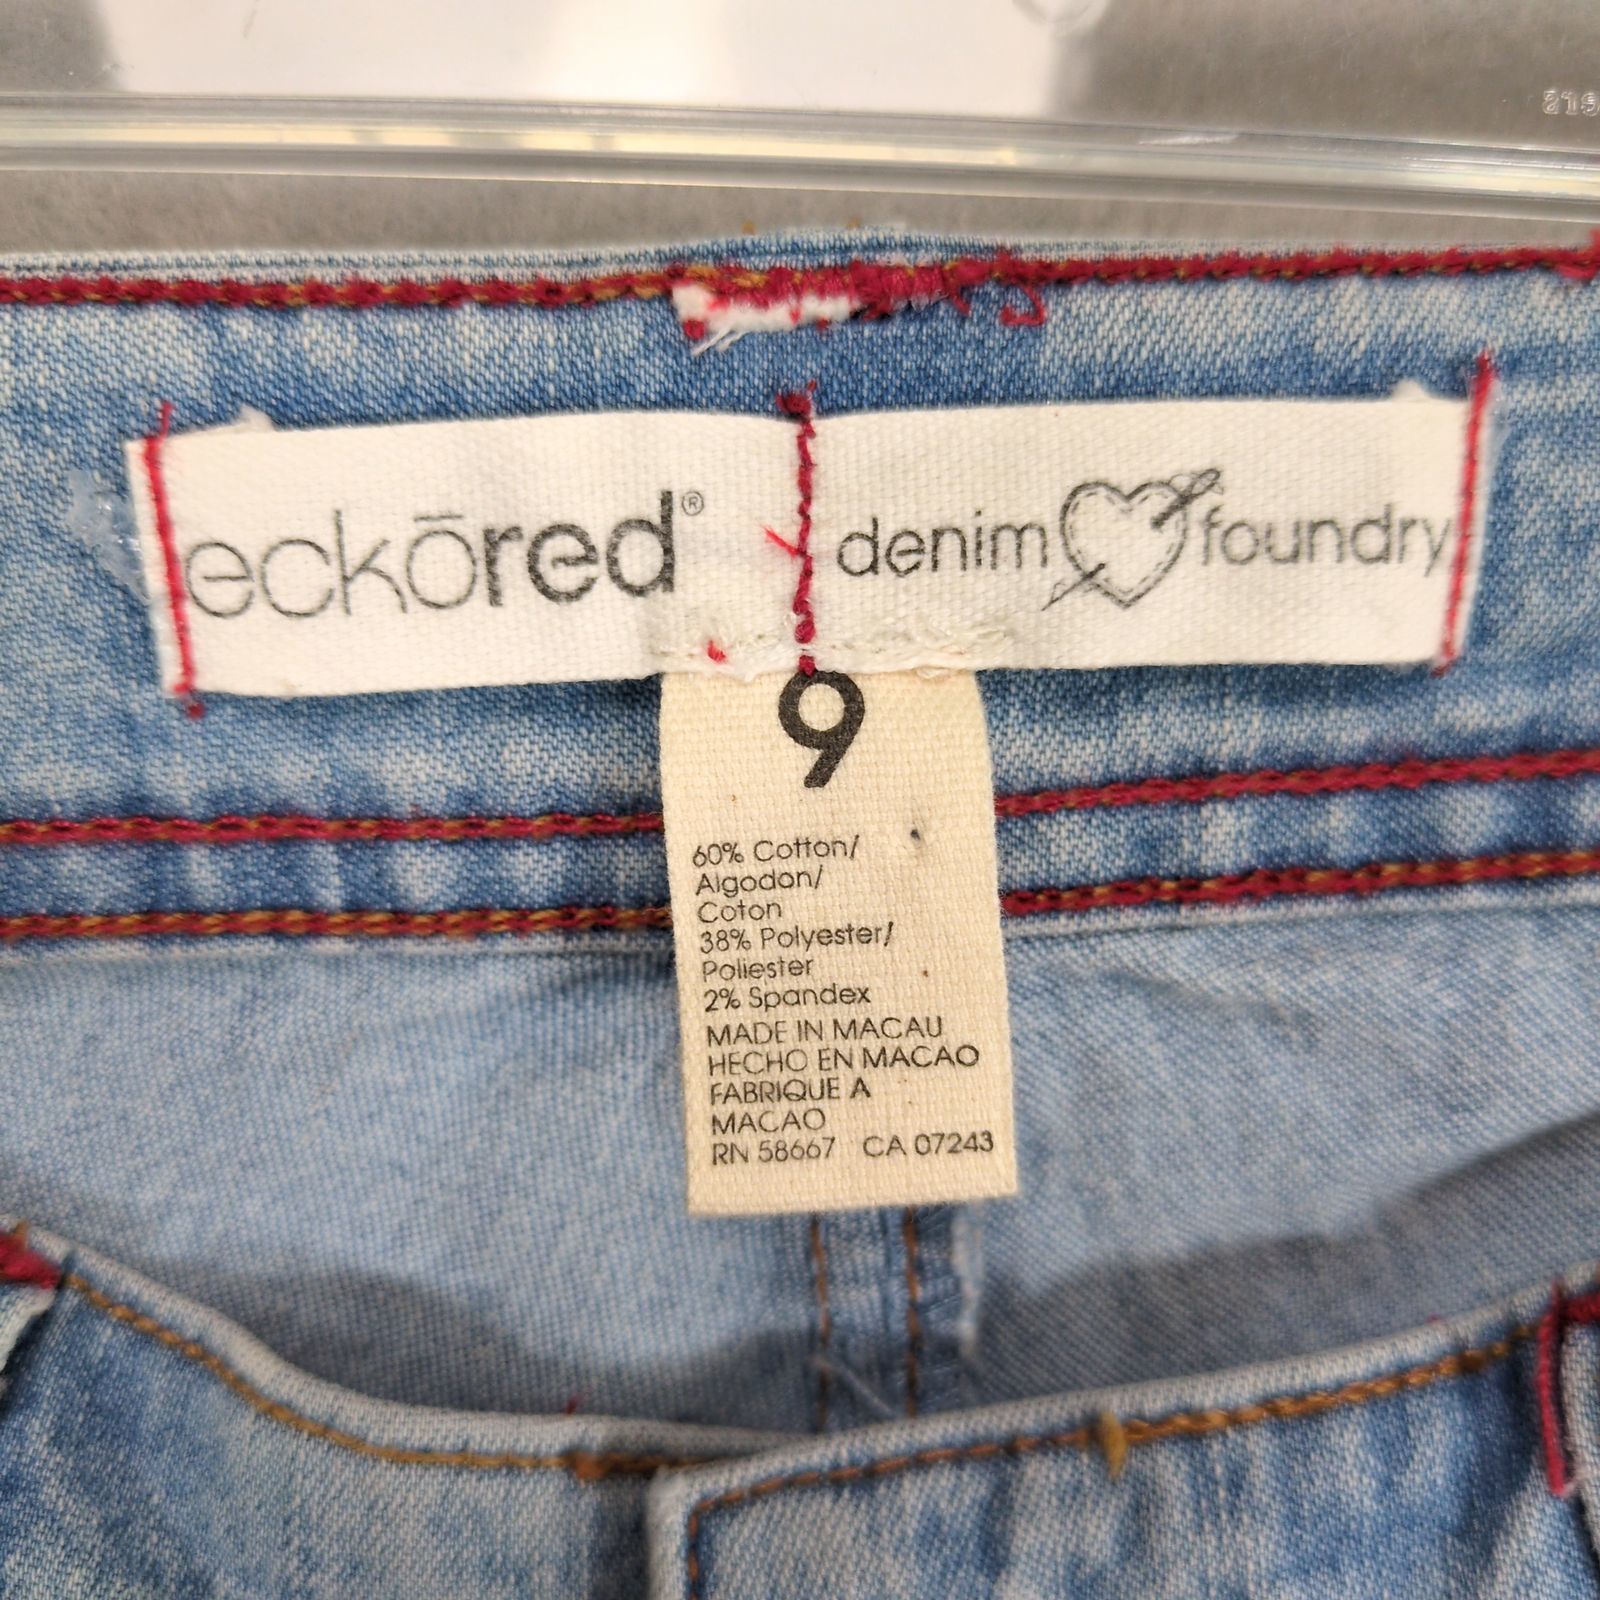 eckōred®
denim foundry
9
60% Cotton/
Algodon/
Coton
38% Polyester/
Poliester
2% Spandex
MADE IN MACAU
HECHO EN MACAO
FABRIQUE A
MACAO
RN 58667 CA 07243